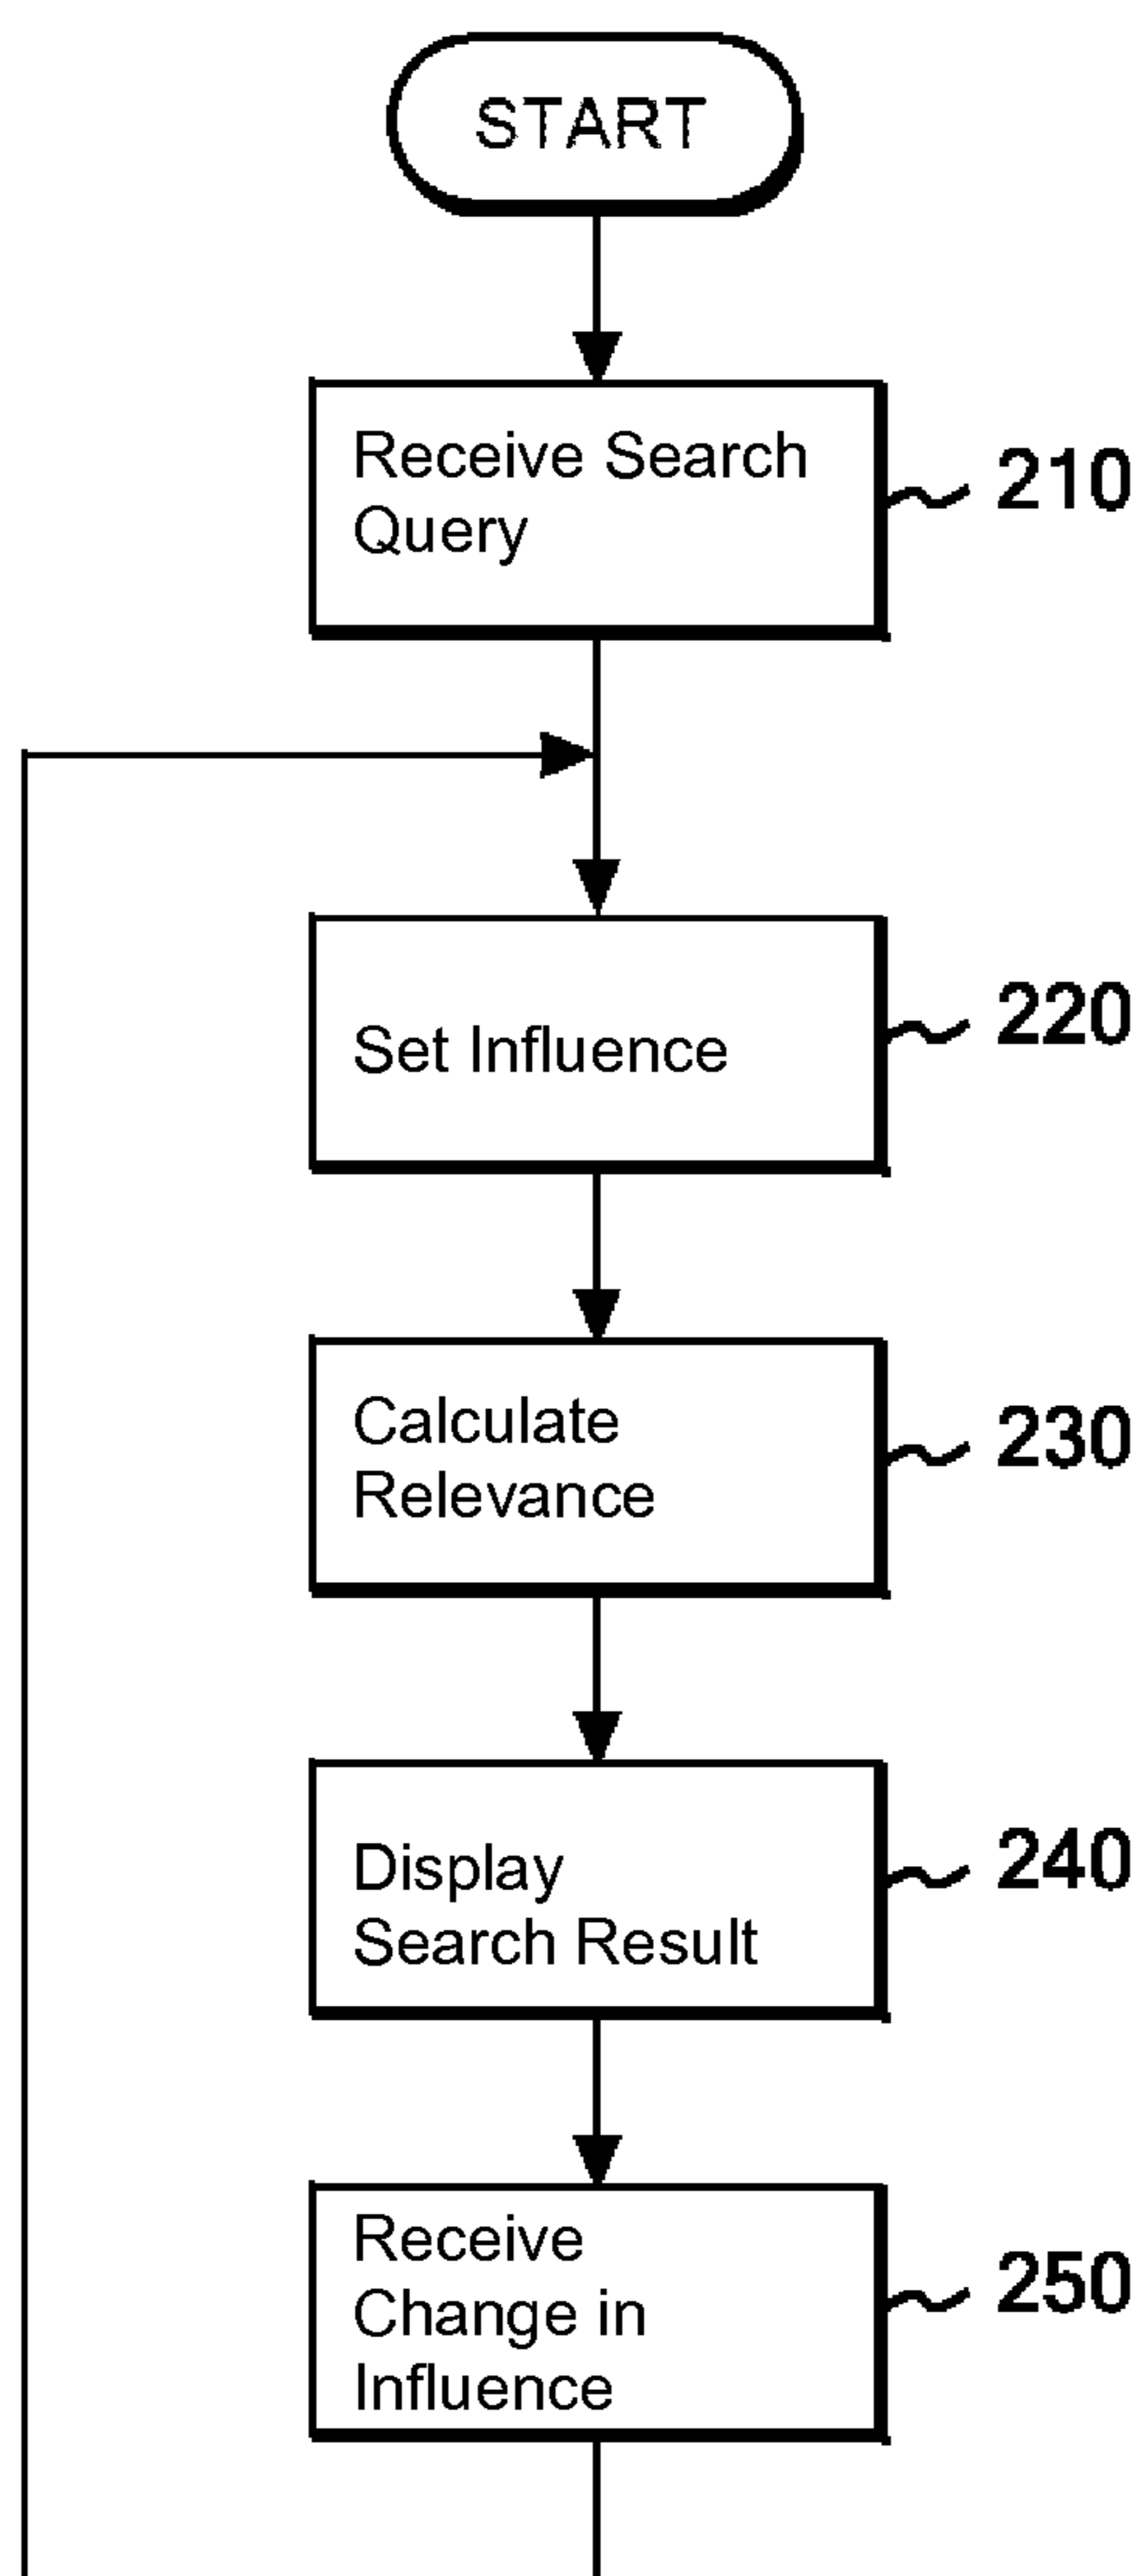 START
Receive Search
Query
210
Set Influence
220
Calculate
Relevance
230
Display
Search Result
240
Receive
Change in
Influence
250